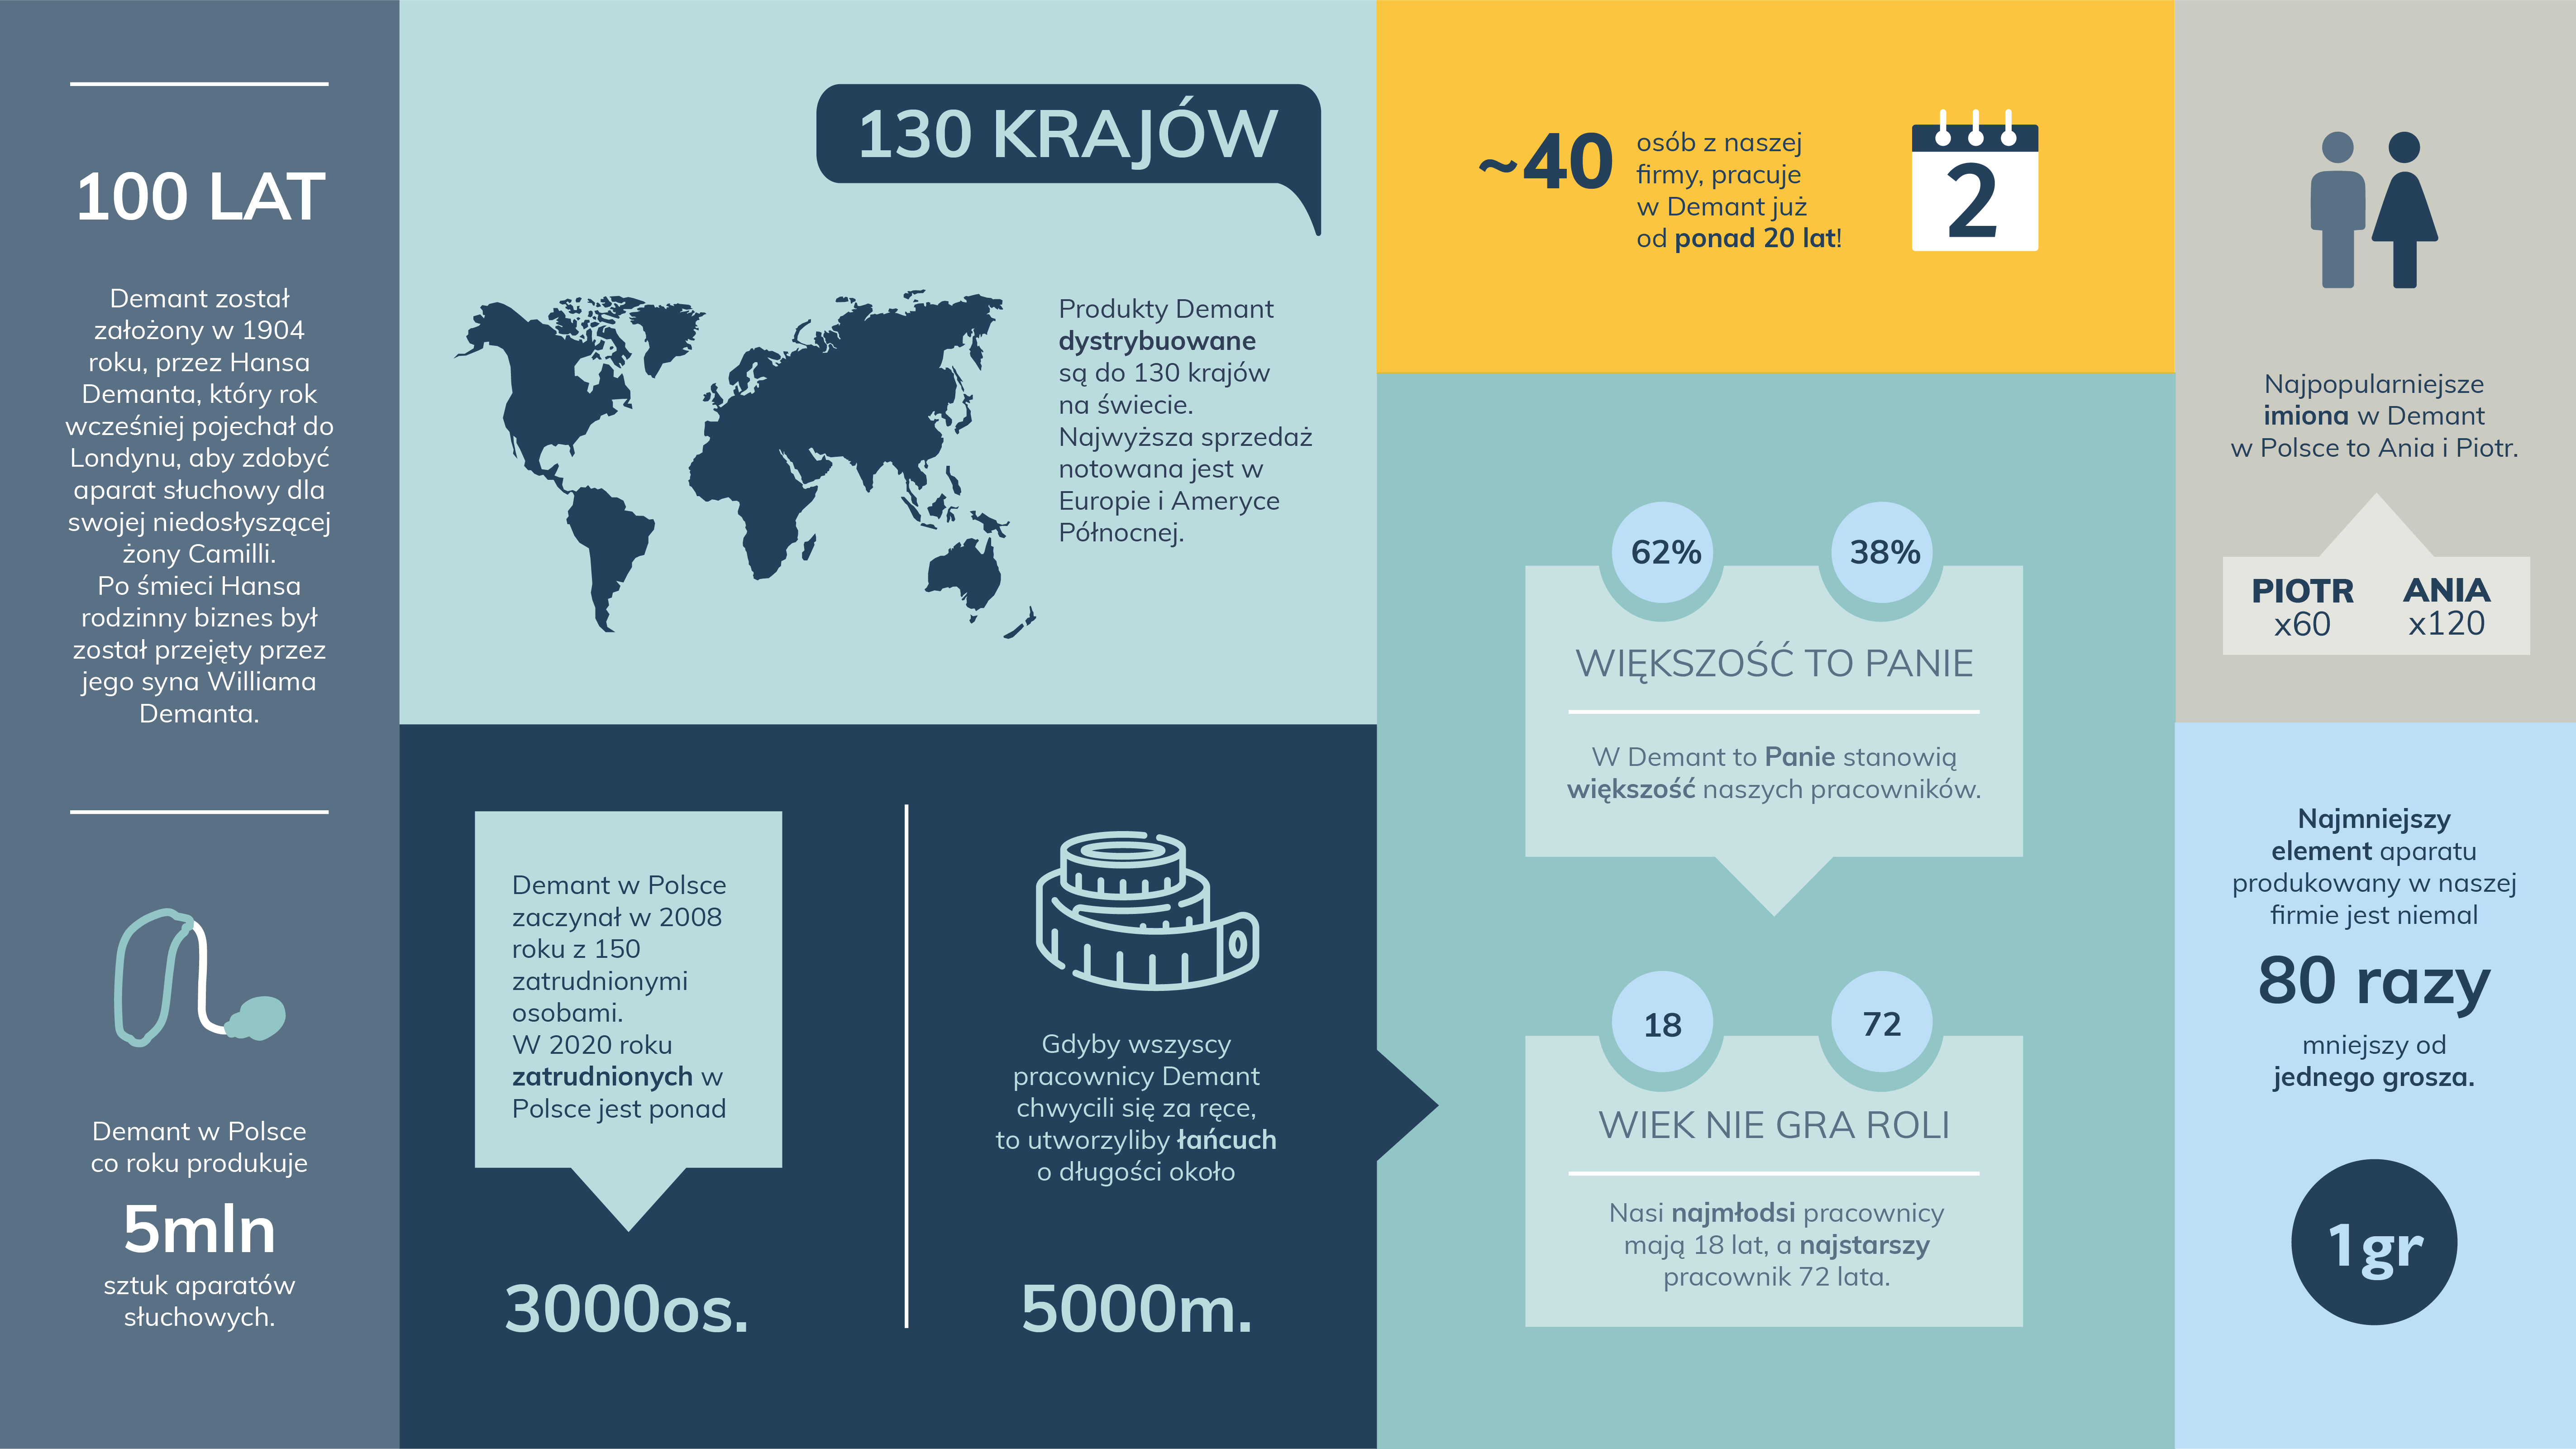 100 LAT
Demant został
założony w 1904
roku, przez Hansa
Demanta, który rok
wcześniej pojechał do
Londynu, aby zdobyć
aparat słuchowy dla
swojej niedosłyszącej
żony Camilli.
Po śmieci Hansa
rodzinny biznes był
został przejęty przez
jego syna Williama
Demanta.
Demant w Polsce
co roku produkuje
5mln
sztuk aparatów
słuchowych.
130 KRAJÓW
Produkty Demant
dystrybuowane
są do 130 krajów
na świecie.
Najwyższa sprzedaż
notowana jest w
Europie i Ameryce
Północnej.
Demant w Polsce
zaczynał w 2008
roku z 150
zatrudnionymi
osobami.
W 2020 roku
zatrudnionych w
Polsce jest ponad
3000os.
Gdyby wszyscy
pracownicy Demant
chwycili się za ręce,
to utworzyliby łańcuch
o długości około
5000m.
~40
osób z naszej
firmy, pracuje
w Demant już
od ponad 20 lat!
2
62% 38%
WIĘKSZOŚĆ TO PANIE
W Demant to Panie stanowią
większość naszych pracowników.
18 72
WIEK NIE GRA ROLI
Nasi najmłodsi pracownicy
mają 18 lat, a najstarszy
pracownik 72 lata.
Najpopularniejsze
imiona w Demant
w Polsce to Ania i Piotr.
PIOTR ANIA
x60 x120
Najmniejszy
element aparatu
produkowany w naszej
firmie jest niemal
80 razy
mniejszy od
jednego grosza.
1gr